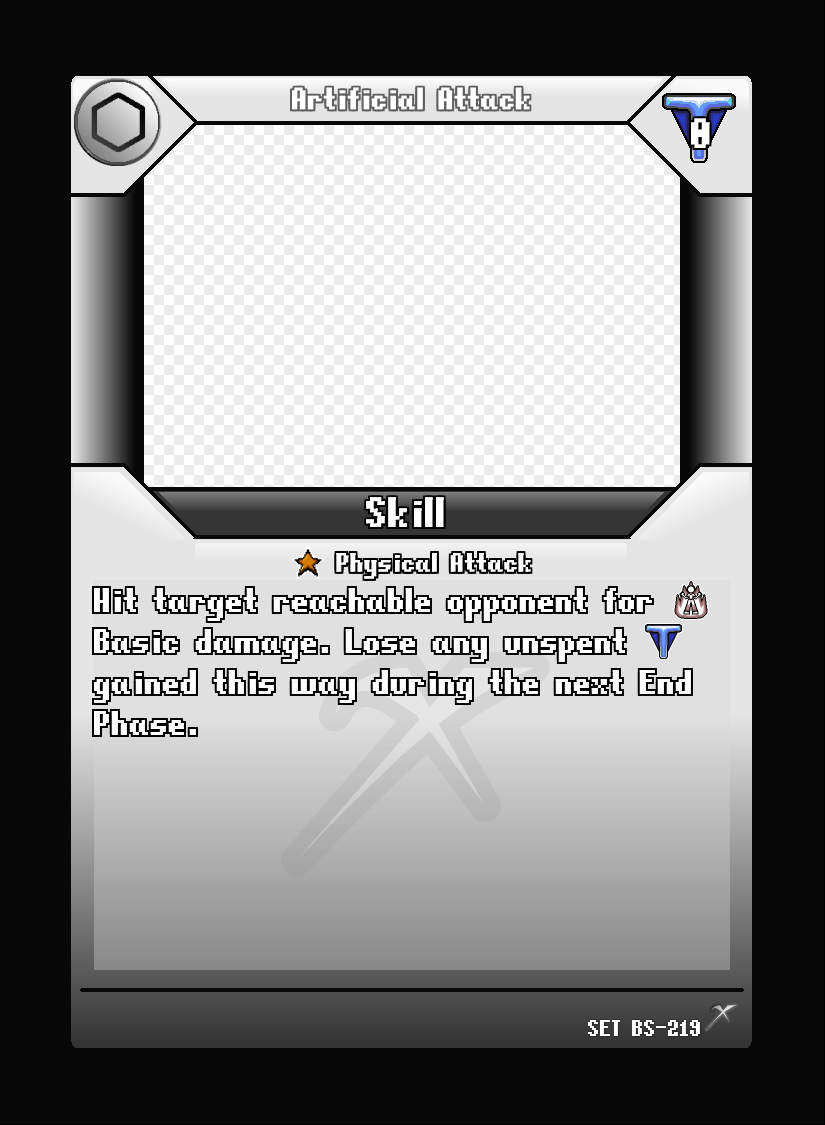 Artificial Attack
0
Skill
Physical Attack
Hit target reachable opponent for A
Basic damage. Lose any unspent T
gained this way during the next End
Phase.
SET BS-219